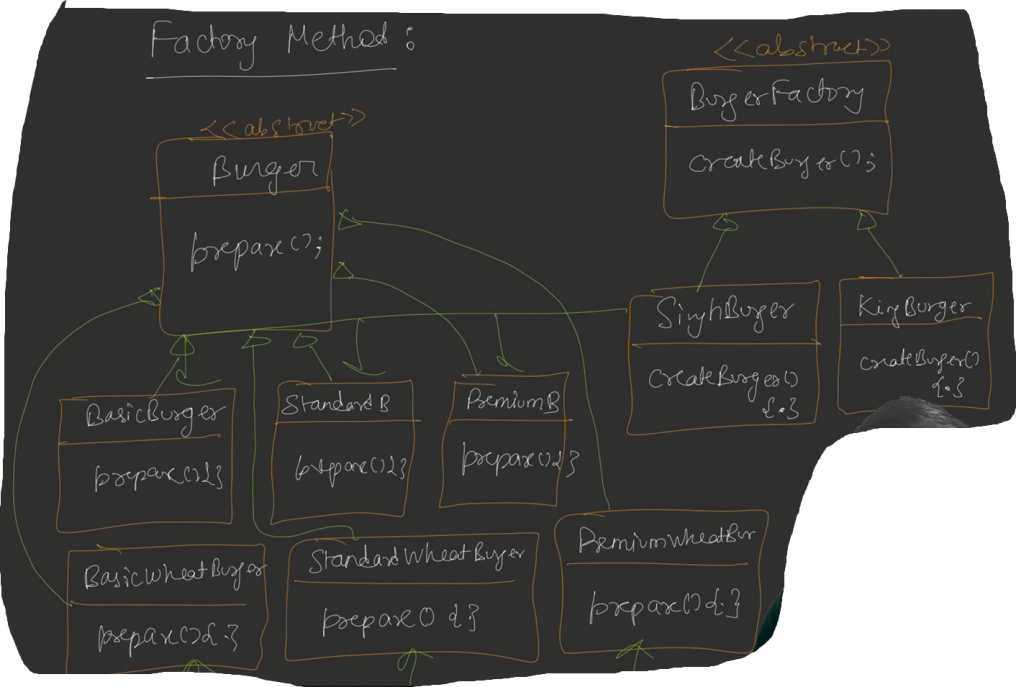 Factory Method :
<<abstract>>
BurgerFactory
createBurger();
<<abstract>>
Burger
prepare();
SinghBurger
createBurger()
{.}
KingBurger
createBurger()
{.}
BasicBurger
prepare(){}
StandardB
prepare(){}
PremiumB
prepare(){}
BasicWheatBurger
prepare(){.}
StandardWheatBurger
prepare() {}
PremiumWheatBur
prepare(){.}